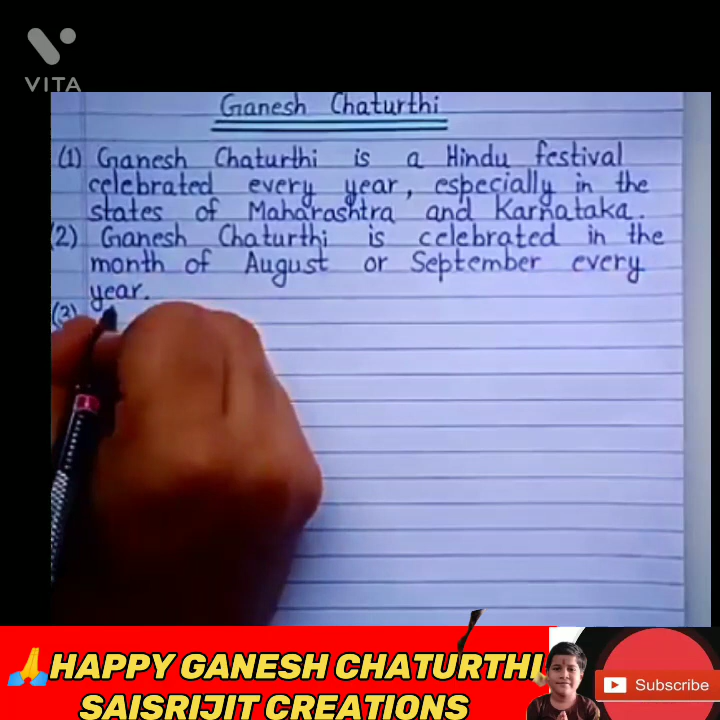 VITA
Ganesh Chaturthi
(1) Ganesh Chaturthi is a Hindu festival
celebrated every year, especially in the
states of Maharashtra and Karnataka.
(2) Ganesh Chaturthi is celebrated in the
month of August or September every
year.
(3)
🙏HAPPY GANESH CHATURTHI
SAISRIJIT CREATIONS
Subscribe